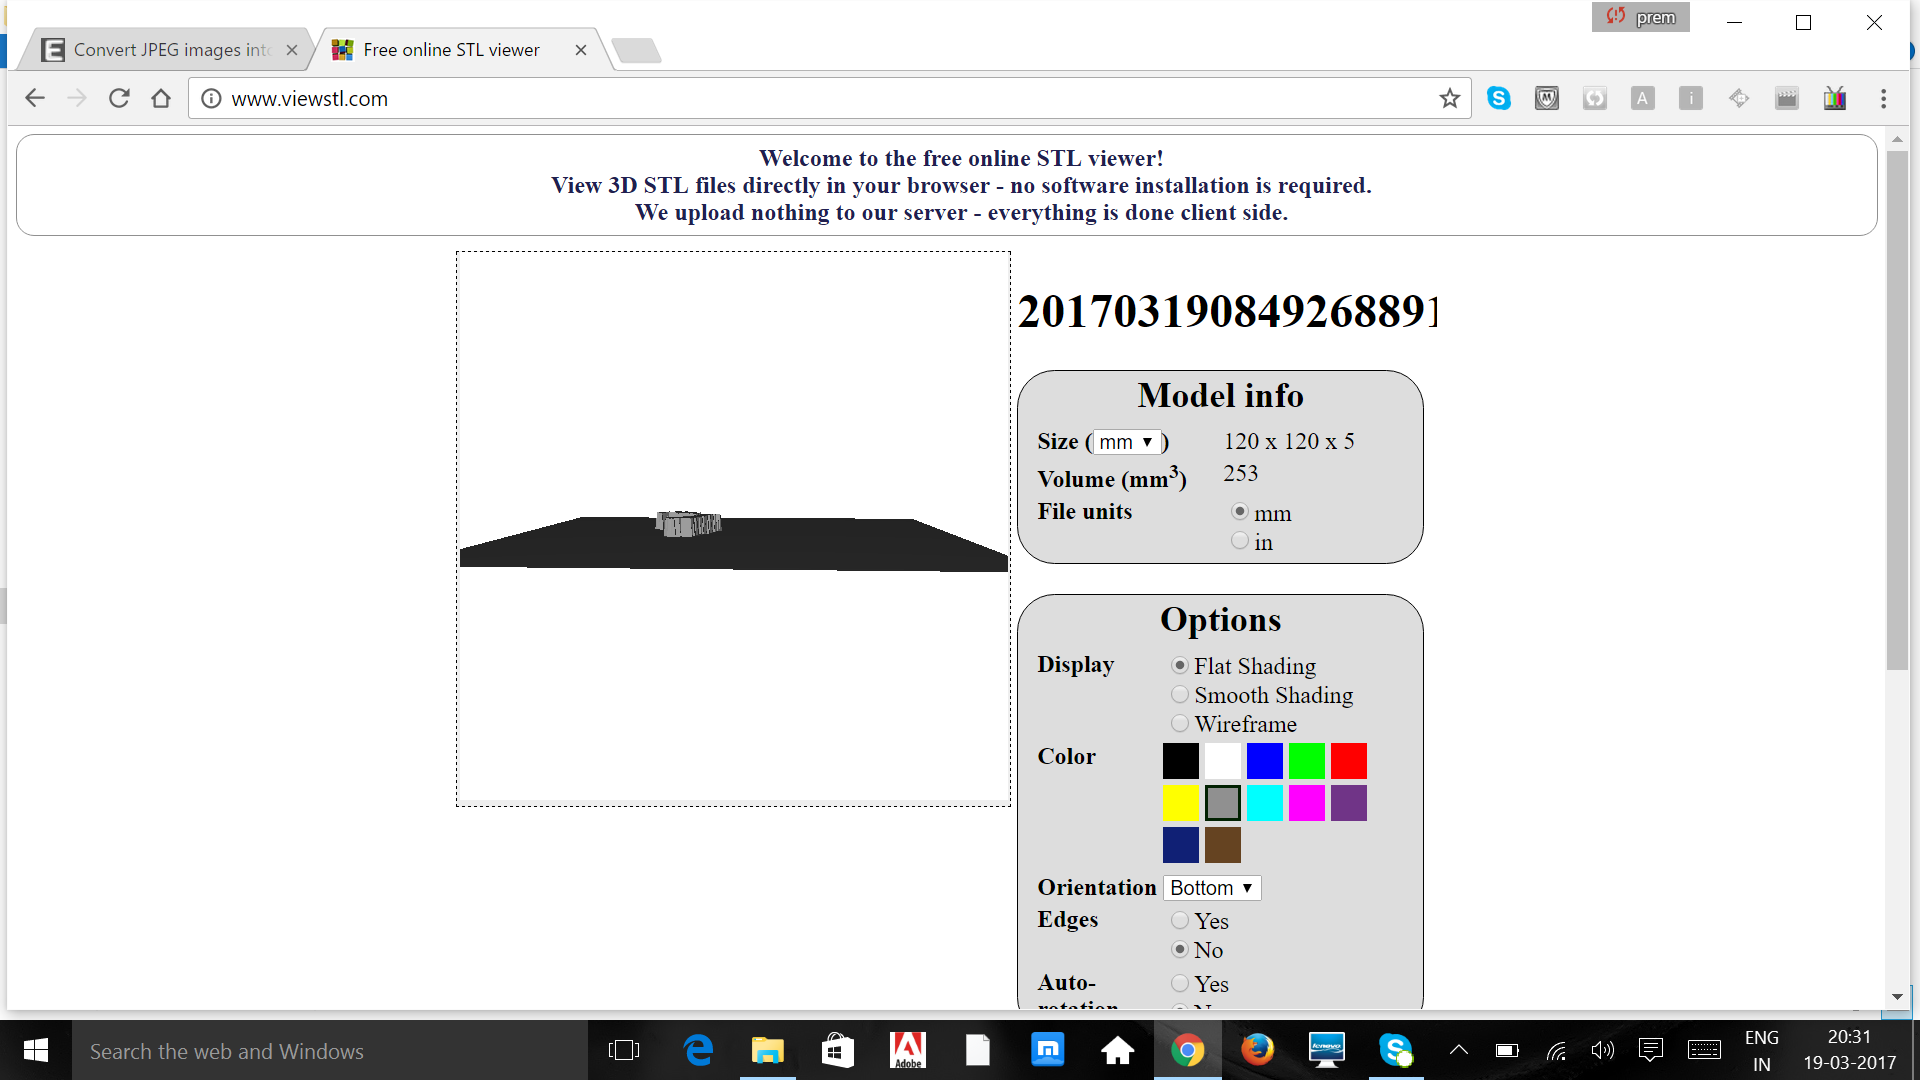 prem
Convert JPEG images int
Free online STL viewer
www.viewstl.com
Welcome to the free online STL viewer!
View 3D STL files directly in your browser - no software installation is required.
We upload nothing to our server - everything is done client side.
201703190849268891
Model info
Size (mm) 120 x 120 x 5
Volume (mm3) 253
File units mm
in
Options
Display Flat Shading
Smooth Shading
Wireframe
Color
Orientation Bottom
Edges Yes
No
Auto- Yes
rotation
Search the web and Windows
Adobe
lenovo
ENG
IN
20:31
19-03-2017